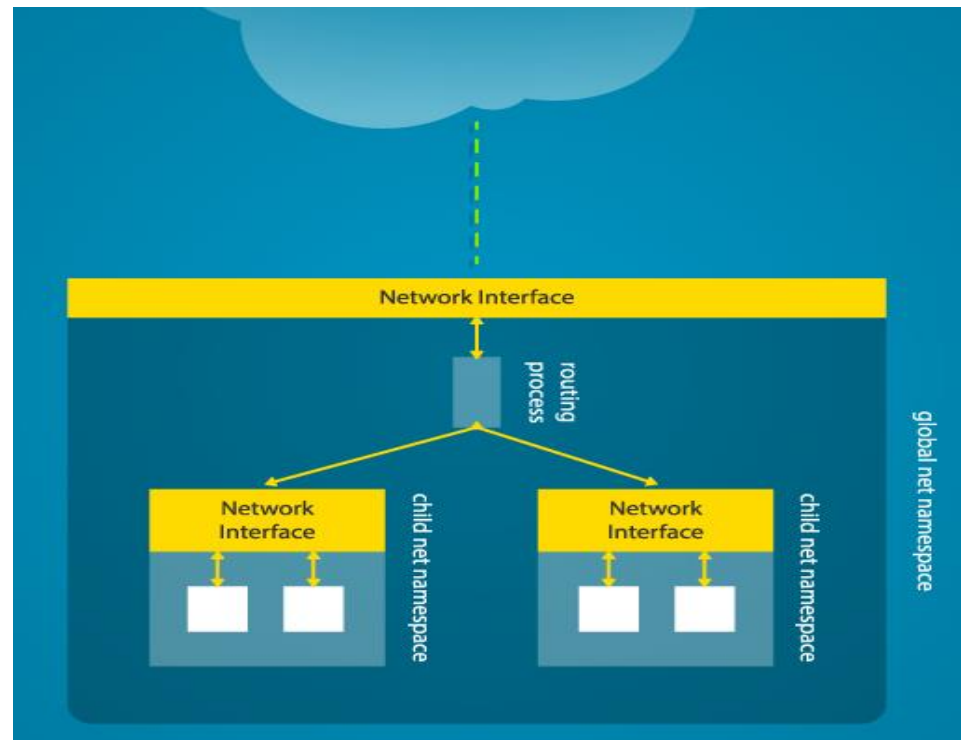 Network Interface
routing
process
global net namespace
Network
Interface
child net namespace
Network
Interface
child net namespace